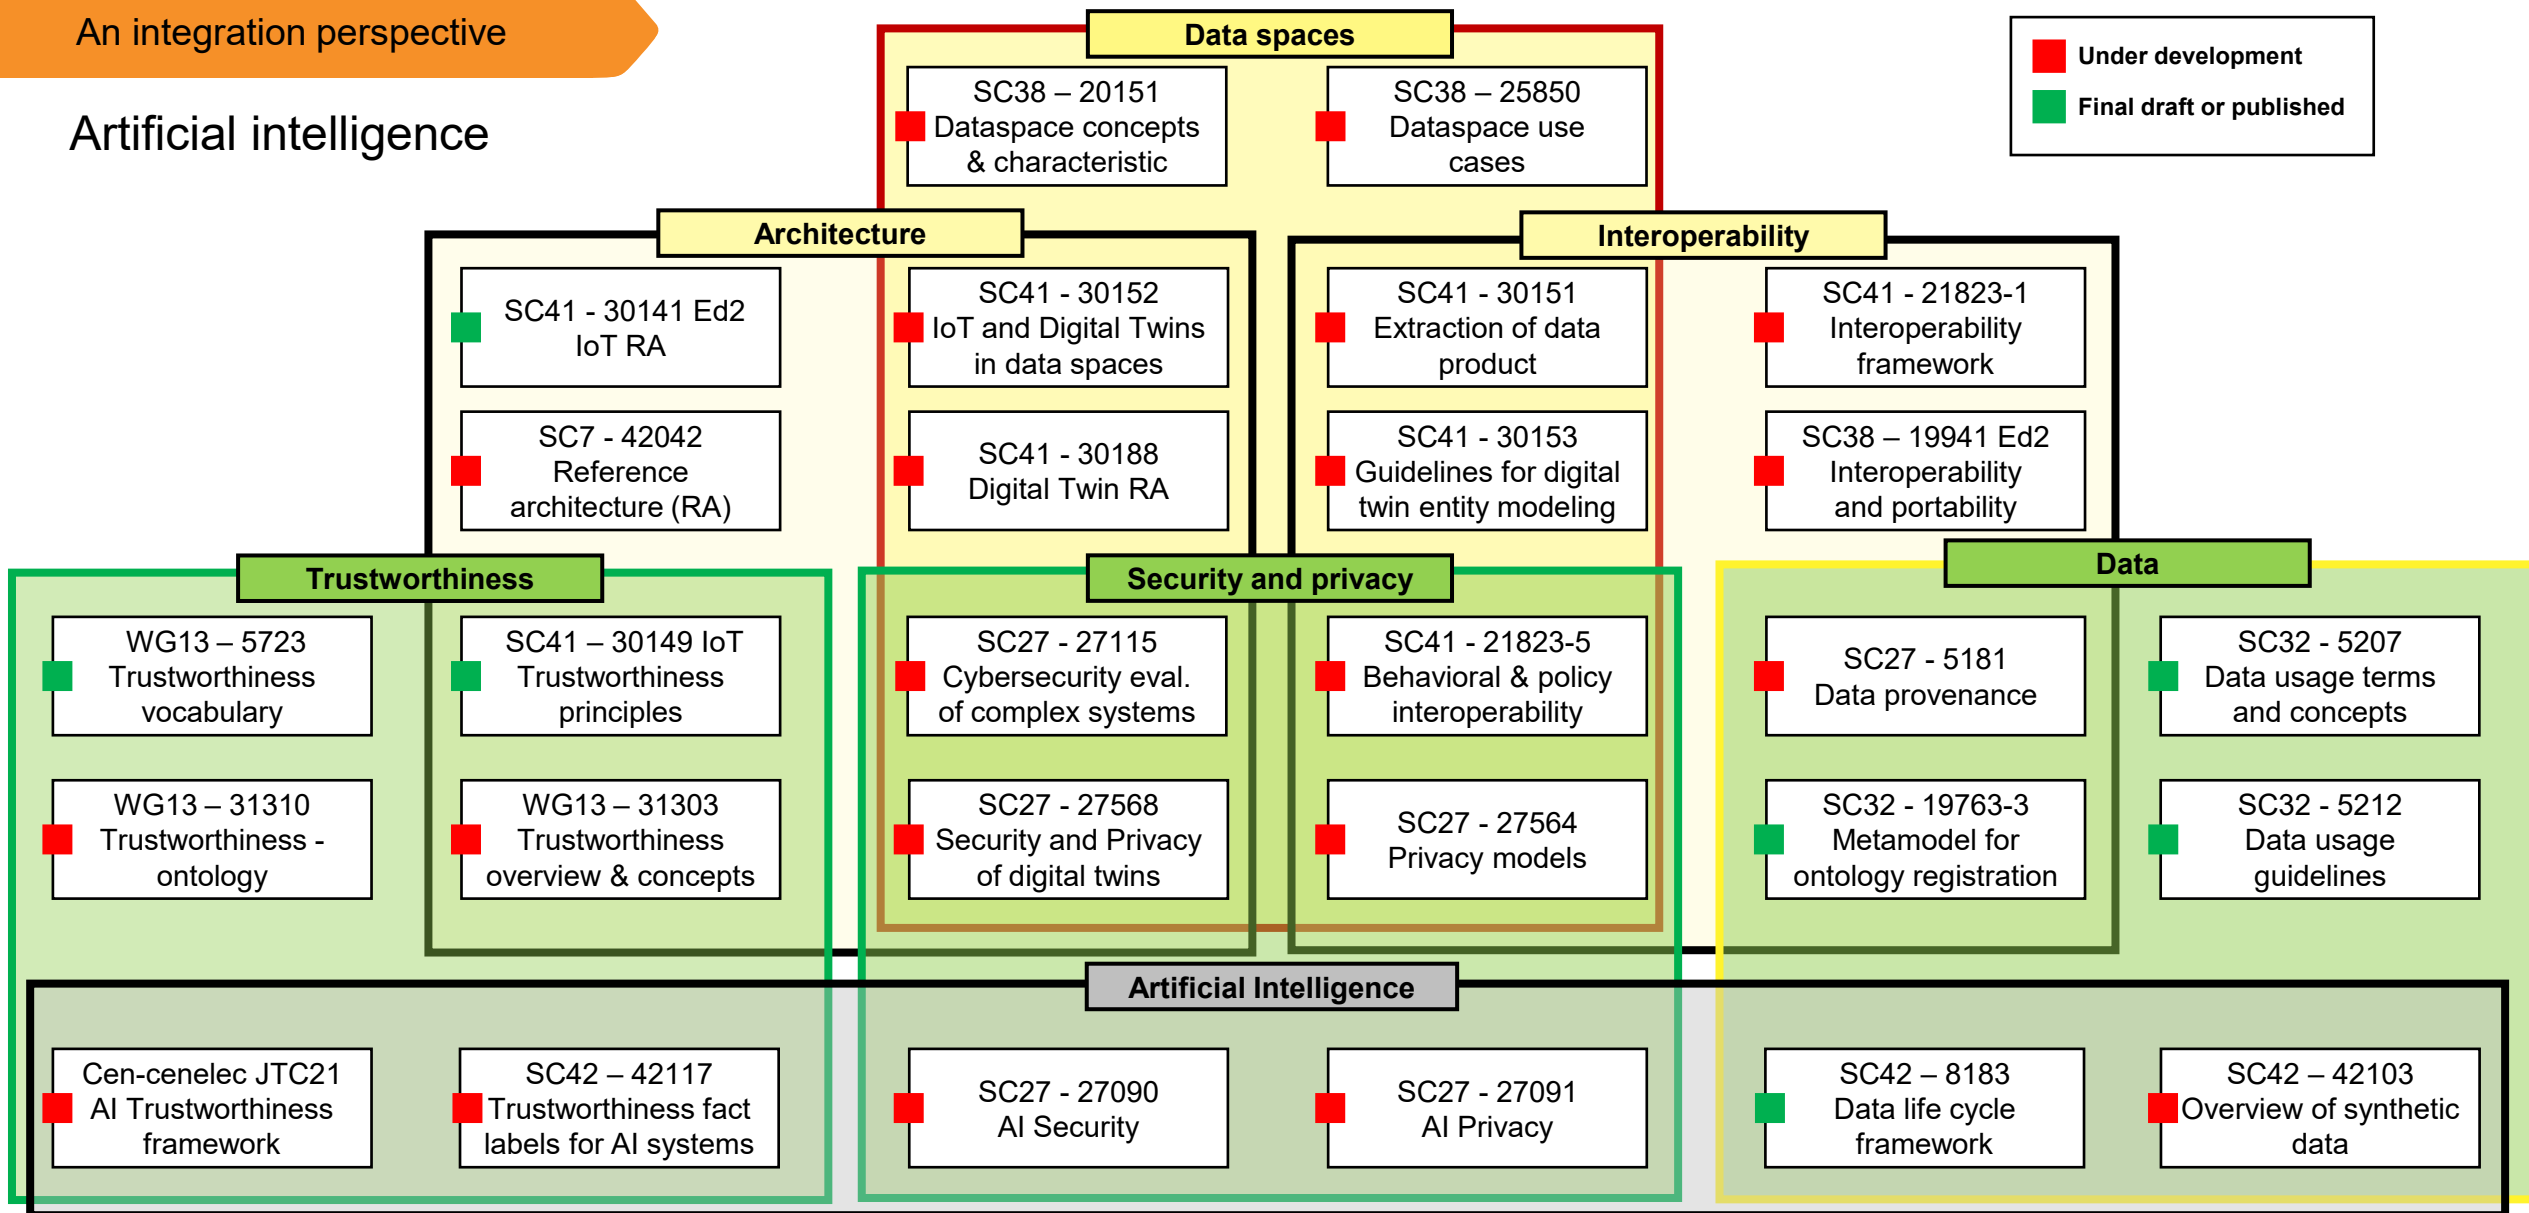 An integration perspective
Artificial intelligence
Under development
Final draft or published
Data spaces
SC38 – 20151
Dataspace concepts
& characteristic
SC38 – 25850
Dataspace use
cases
Architecture
Interoperability
SC41 - 30141 Ed2
IoT RA
SC41 - 30152
IoT and Digital Twins
in data spaces
SC41 - 30151
Extraction of data
product
SC41 - 21823-1
Interoperability
framework
SC7 - 42042
Reference
architecture (RA)
SC41 - 30188
Digital Twin RA
SC41 - 30153
Guidelines for digital
twin entity modeling
SC38 – 19941 Ed2
Interoperability
and portability
Trustworthiness
Security and privacy
Data
WG13 – 5723
Trustworthiness
vocabulary
SC41 – 30149 IoT
Trustworthiness
principles
SC27 - 27115
Cybersecurity eval.
of complex systems
SC41 - 21823-5
Behavioral & policy
interoperability
SC27 - 5181
Data provenance
SC32 - 5207
Data usage terms
and concepts
WG13 – 31310
Trustworthiness -
ontology
WG13 – 31303
Trustworthiness
overview & concepts
SC27 - 27568
Security and Privacy
of digital twins
SC27 - 27564
Privacy models
SC32 - 19763-3
Metamodel for
ontology registration
SC32 - 5212
Data usage
guidelines
Artificial Intelligence
Cen-cenelec JTC21
AI Trustworthiness
framework
SC42 – 42117
Trustworthiness fact
labels for AI systems
SC27 - 27090
AI Security
SC27 - 27091
AI Privacy
SC42 – 8183
Data life cycle
framework
SC42 – 42103
Overview of synthetic
data